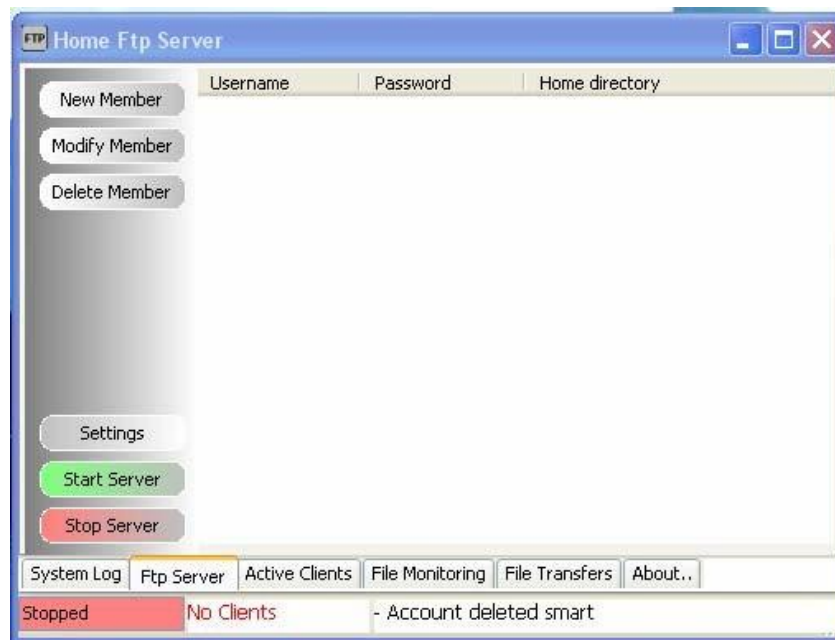 FTP Home Ftp Server
Username Password Home directory
New Member
Modify Member
Delete Member
Settings
Start Server
Stop Server
System Log Ftp Server Active Clients File Monitoring File Transfers About..
Stopped No Clients - Account deleted smart